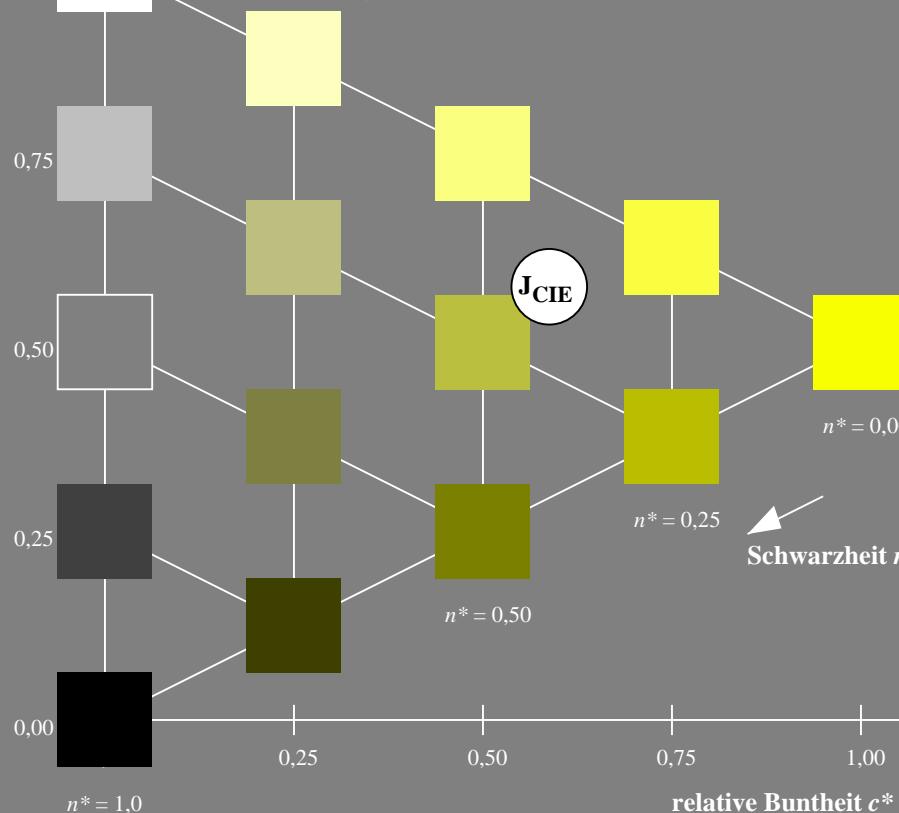 0,75
J CIE
0,50
n* = 0,0
n* = 0,25
0,25
Schwarzheit n
n* = 0,50
0,00
0,25 0,50 0,75 1,00
n* = 1,0 relative Buntheit c*